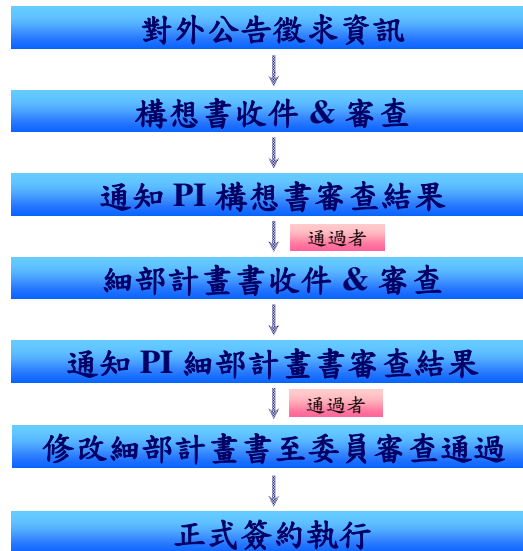 對外公告徵求資訊
構想書收件 & 審查
通知 PI 構想書審查結果
通過者
細部計畫書收件 & 審查
通知 PI 細部計畫書審查結果
通過者
修改細部計畫書至委員審查通過
正式簽約執行